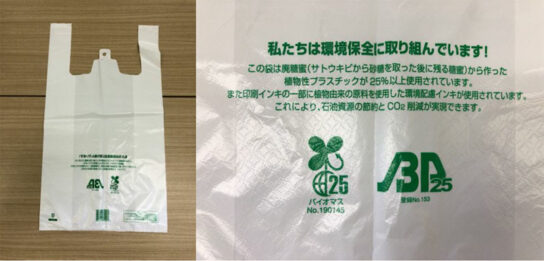 私たちは環境保全に取り組んでいます!
この袋は廃糖蜜(サトウキビから砂糖を取った後に残る糖蜜)から作った
植物性プラスチックが25%以上使用されています。
また印刷インキの一部に植物由来の原料を使用した環境配慮インキが使用されています。
これにより、石油資源の節約とCO2削減が実現できます。
25
バイオマス
No.190145
ABA25
登録No.153